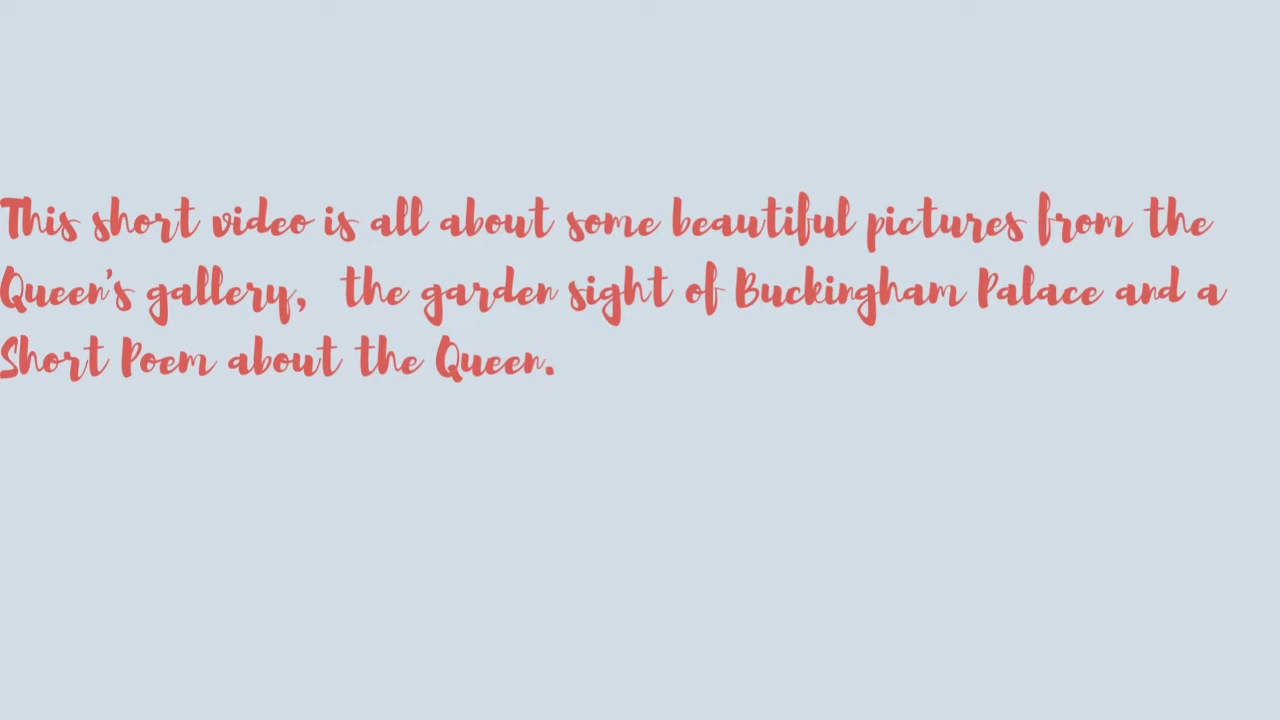 This short video is all about some beautiful pictures from the
Queen's gallery, the garden sight of Buckingham Palace and a
Short Poem about the Queen.